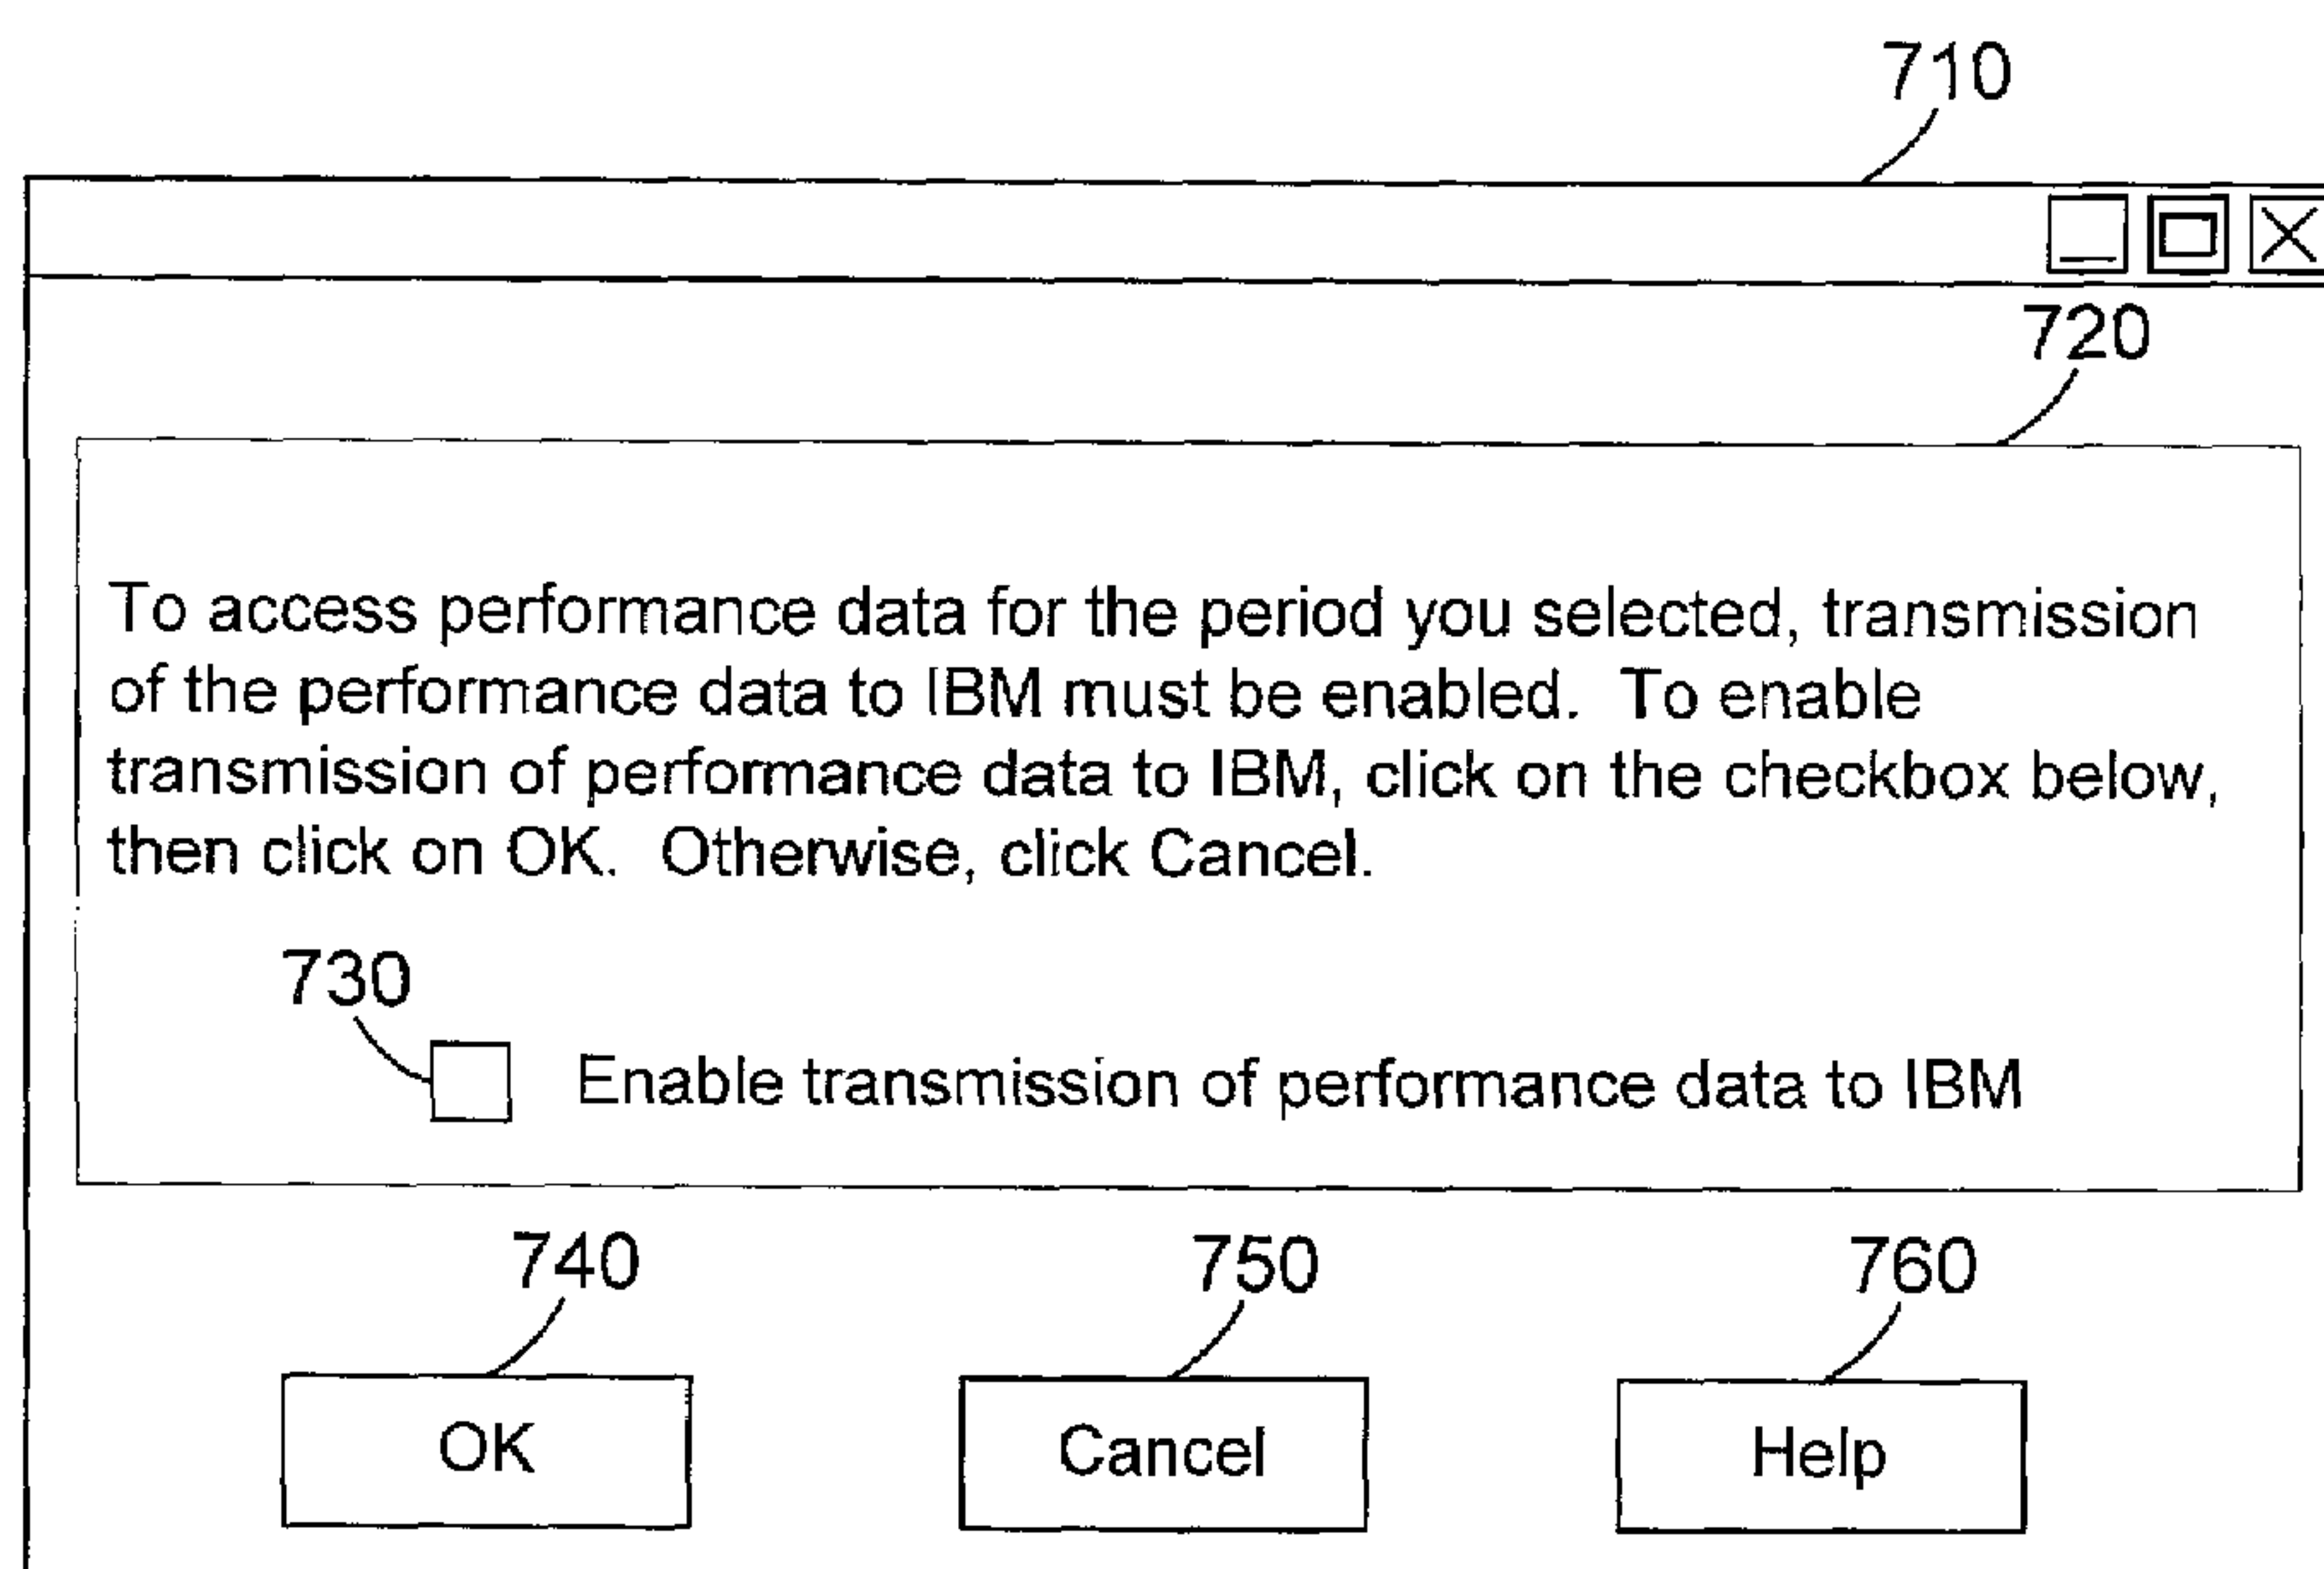 710
720
To access performance data for the period you selected, transmission
of the performance data to IBM must be enabled. To enable
transmission of performance data to IBM, click on the checkbox below,
then click on OK. Otherwise, click Cancel.
730
Enable transmission of performance data to IBM
740 750 760
OK Cancel Help